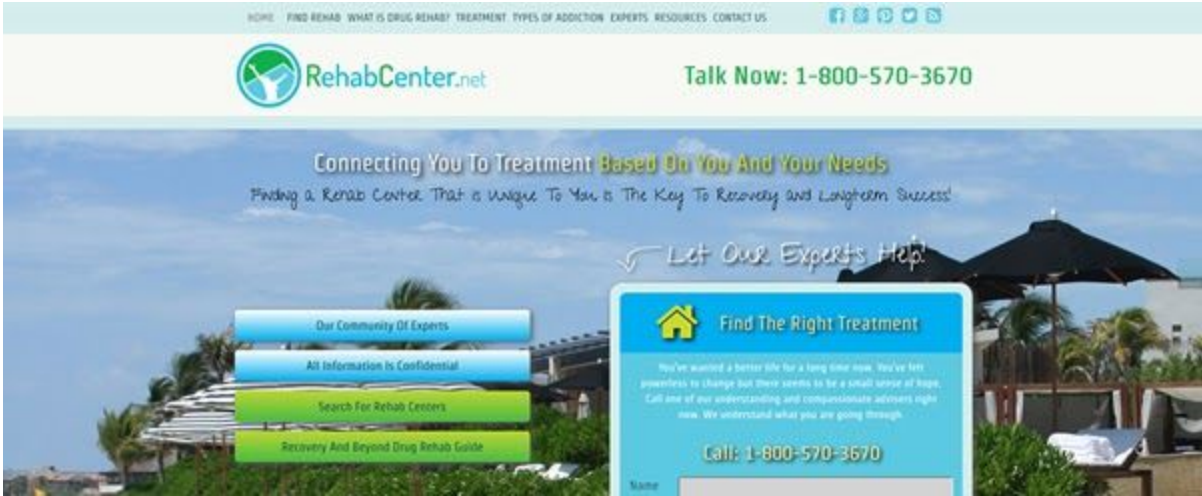 HOME FIND REHAB WHAT IS DRUG REHAB? TREATMENT TYPES OF ADDICTION EXPERTS RESOURCES CONTACT US
RehabCenter.net
Talk Now: 1-800-570-3670
Connecting You To Treatment Based On You And Your Needs
Finding a Rehab Center That is Unique To You is The Key To Recovery and Longterm Success!
Let Our Experts Help!
Our Community Of Experts
All Information Is Confidential
Search For Rehab Centers
Recovery And Beyond Drug Rehab Guide
Find The Right Treatment
You've wanted a better life for a long time now. You've felt
powerless to change but there seems to be a small sense of hope.
Call one of our understanding and compassionate advisers right
now. We understand what you are going through
Call: 1-800-570-3670
Name